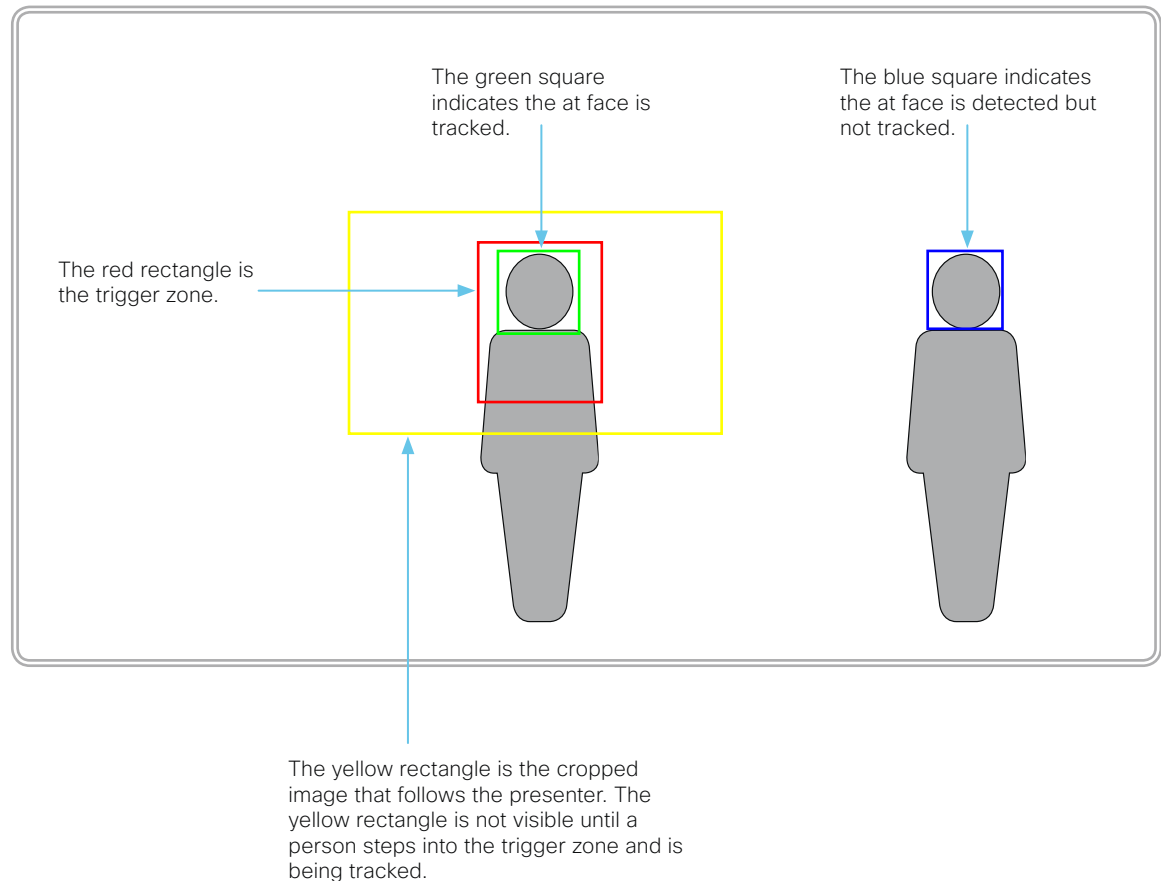 The green square
indicates the at face is
tracked.
The blue square indicates
the at face is detected but
not tracked.
The red rectangle is
the trigger zone.
The yellow rectangle is the cropped
image that follows the presenter. The
yellow rectangle is not visible until a
person steps into the trigger zone and is
being tracked.